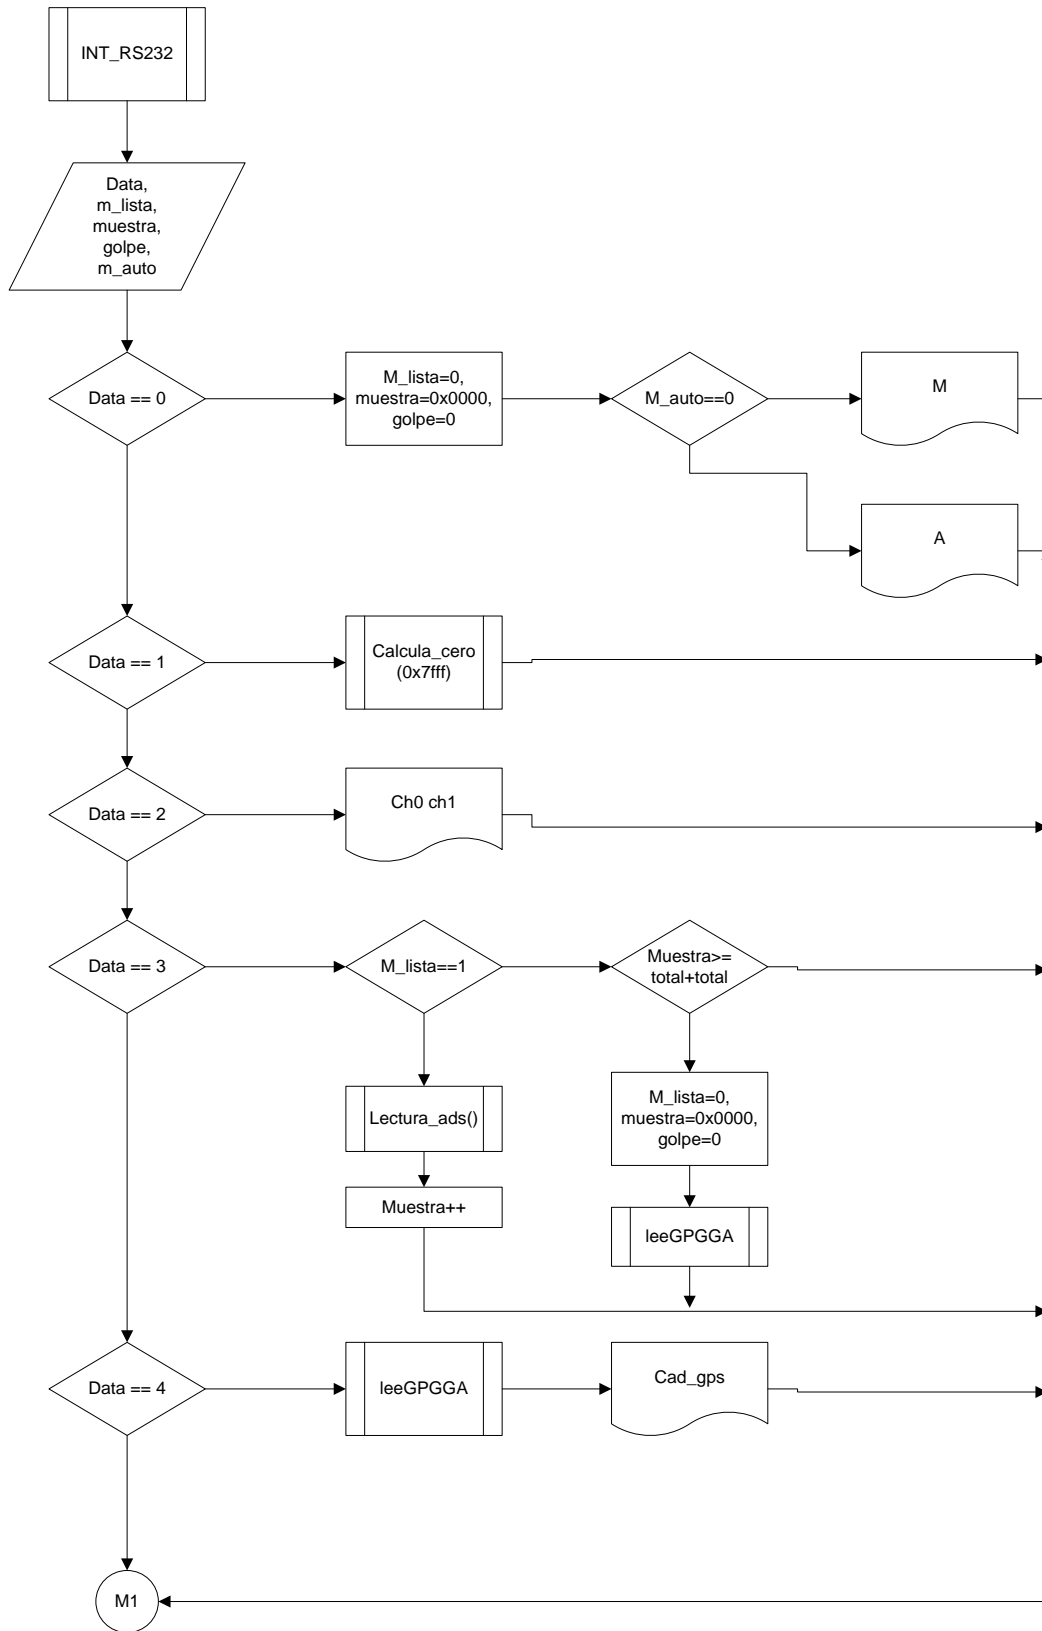 INT_RS232
Data,
m_lista,
muestra,
golpe,
m_auto
Data == 0
M_lista=0,
muestra=0x0000,
golpe=0
M_auto==0
M
A
Data == 1
Calcula_cero
(0x7fff)
Data == 2
Ch0 ch1
Data == 3
M_lista==1
Muestra>=
total+total
Lectura_ads()
M_lista=0,
muestra=0x0000,
golpe=0
Muestra++
leeGPGGA
Data == 4
leeGPGGA
Cad_gps
M1